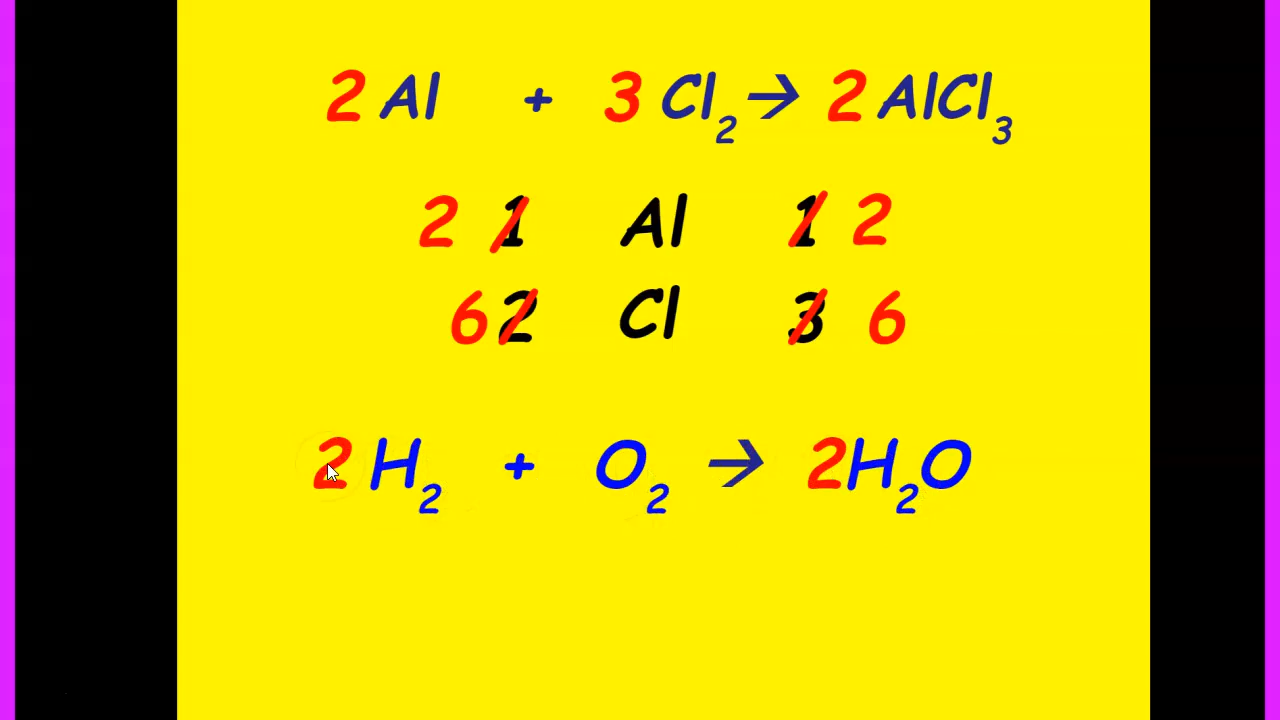 2 Al + 3 Cl₂ → 2 AlCl₃
2 1 Al 1 2
6 2 Cl 3 6
2 H₂ + O₂ → 2H₂O